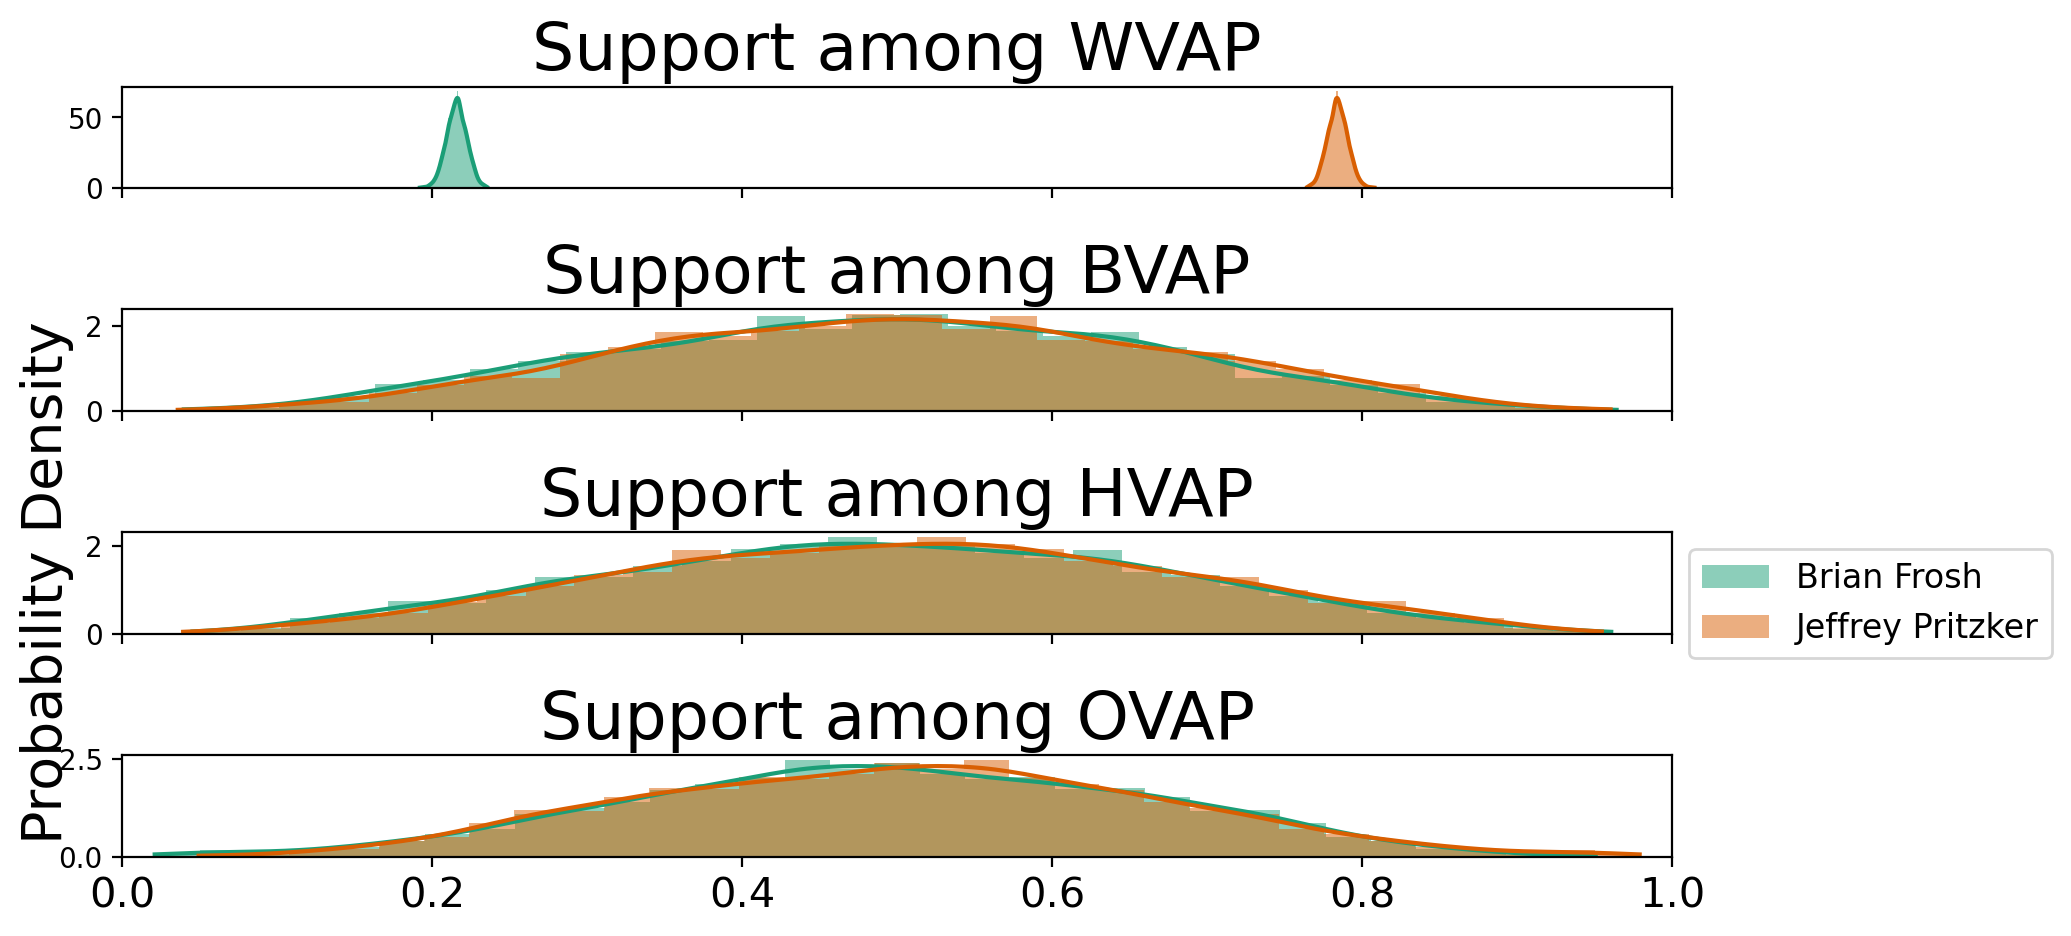 Support among WVAP
50
0
Support among BVAP
2
0
Probability Density
Support among HVAP
2
0
Brian Frosh
Jeffrey Pritzker
Support among OVAP
2.5
0.0
0.0 0.2 0.4 0.6 0.8 1.0